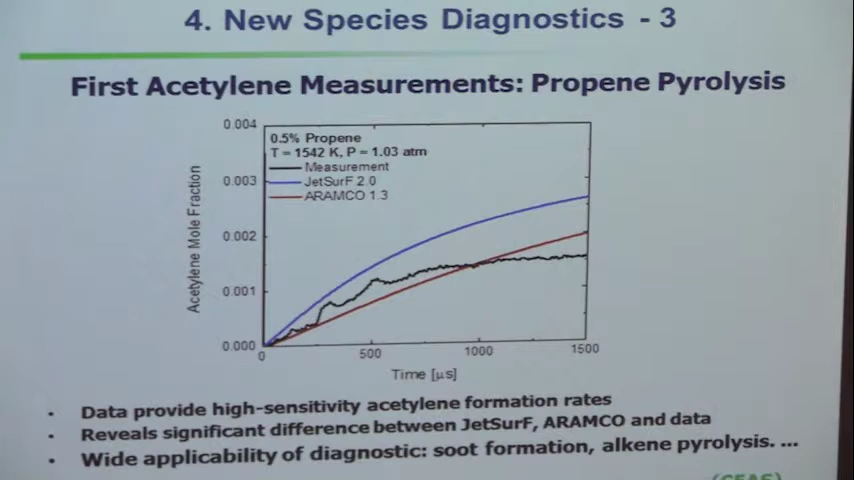 4. New Species Diagnostics - 3
First Acetylene Measurements: Propene Pyrolysis
0.004
0.003
0.002
0.001
0.000
Acetylene Mole Fraction
0.5% Propene
T = 1542 K, P = 1.03 atm
Measurement
JetSurF 2.0
ARAMCO 1.3
0 500 1000 1500
Time [μs]
• Data provide high-sensitivity acetylene formation rates
• Reveals significant difference between JetSurF, ARAMCO and data
• Wide applicability of diagnostic: soot formation, alkene pyrolysis. ...
(CEAS)